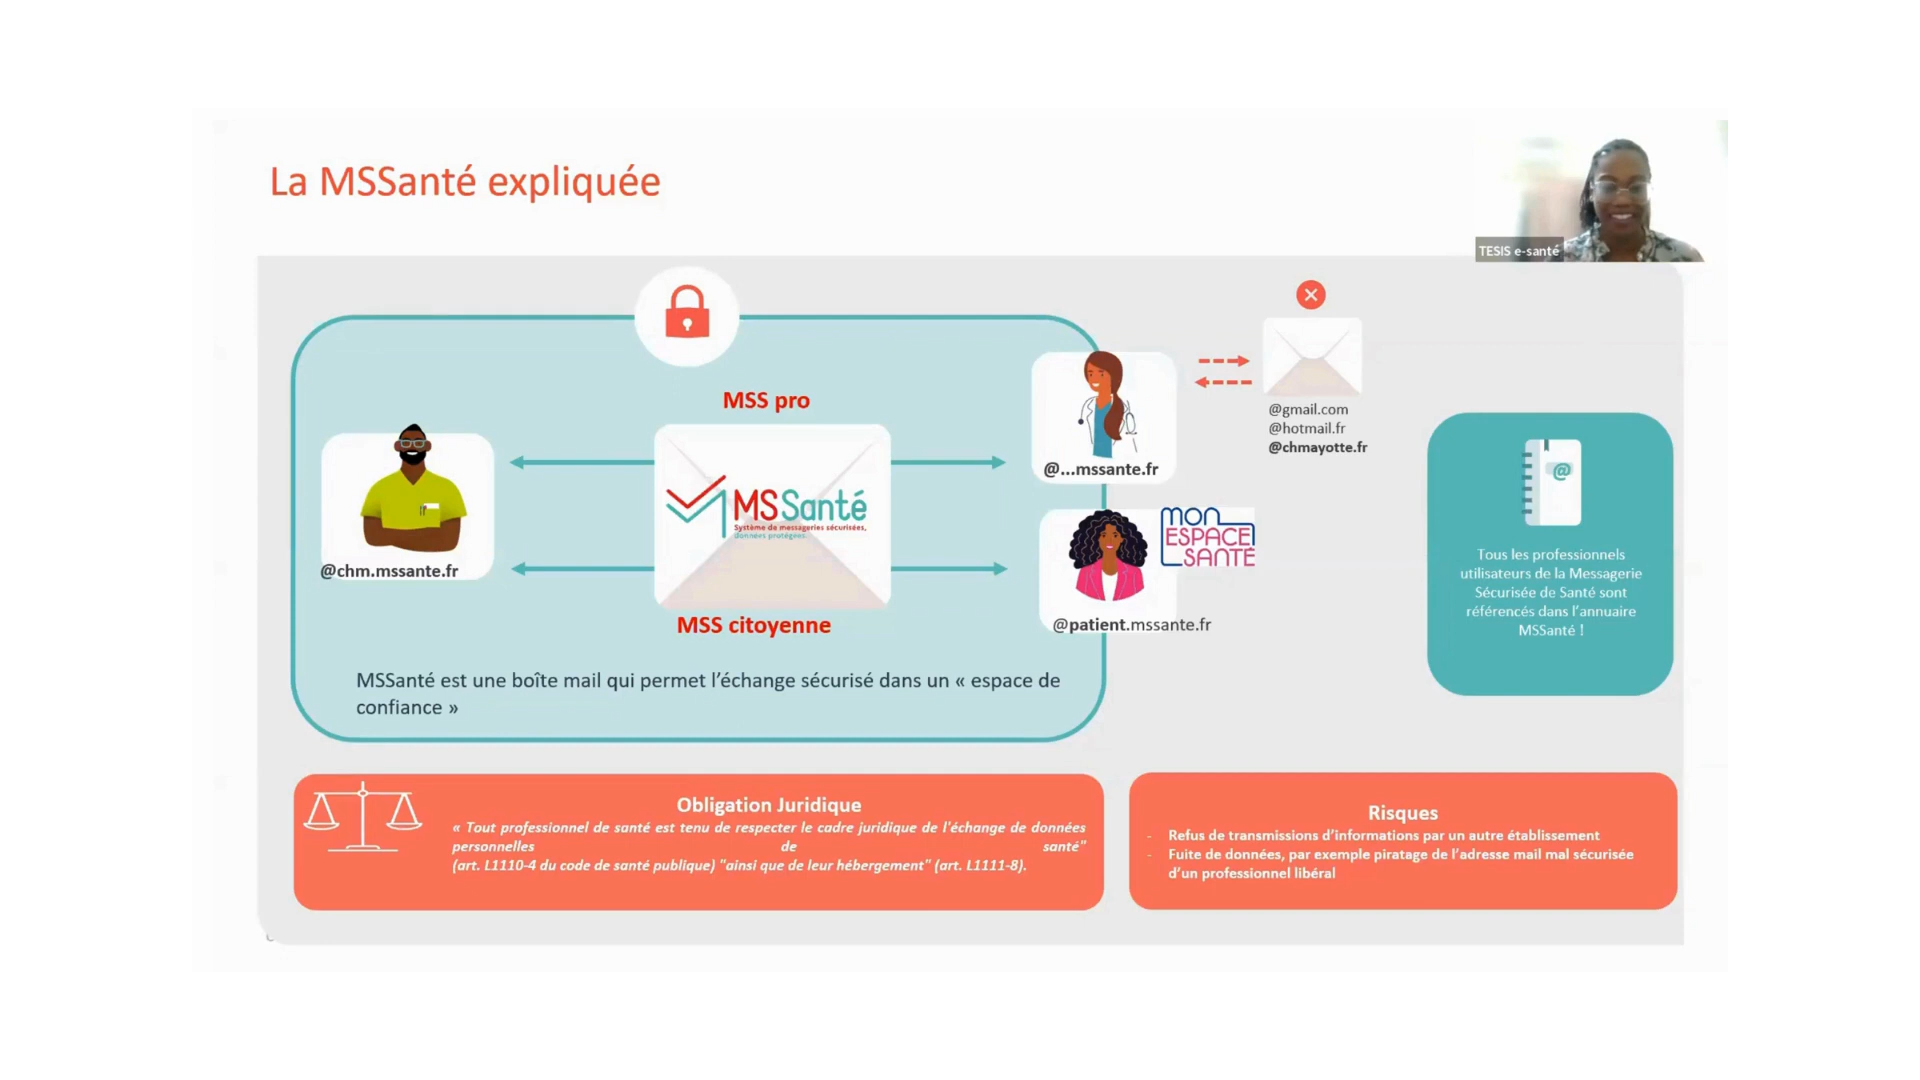 La MSSanté expliquée
TESIS e-santé
MSS pro
@chm.mssante.fr
MSSanté
Système de messageries sécurisées,
données protégées.
MSS citoyenne
@...mssante.fr
MON
ESPACE
SANTÉ
@patient.mssante.fr
@gmail.com
@hotmail.fr
@chmayotte.fr
@
Tous les professionnels
utilisateurs de la Messagerie
Sécurisée de Santé sont
référencés dans l'annuaire
MSSanté !
MSSanté est une boîte mail qui permet l'échange sécurisé dans un « espace de
confiance »
Obligation Juridique
« Tout professionnel de santé est tenu de respecter le cadre juridique de l'échange de données
personnelles de santé"
(art. L1110-4 du code de santé publique) "ainsi que de leur hébergement" (art. L1111-8).
Risques
- Refus de transmissions d'informations par un autre établissement
- Fuite de données, par exemple piratage de l'adresse mail mal sécurisée
d'un professionnel libéral